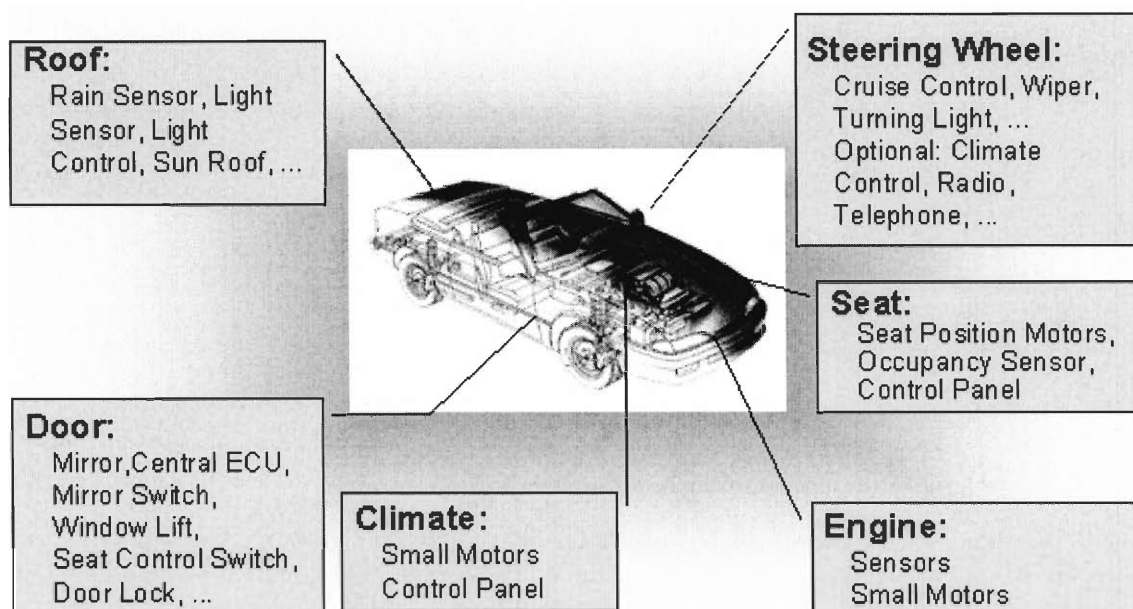 Roof:
Rain Sensor, Light
Sensor, Light
Control, Sun Roof, ...
Steering Wheel:
Cruise Control, Wiper,
Turning Light, ...
Optional: Climate
Control, Radio,
Telephone, ...
Seat:
Seat Position Motors,
Occupancy Sensor,
Control Panel
Door:
Mirror,Central ECU,
Mirror Switch,
Window Lift,
Seat Control Switch,
Door Lock, ...
Climate:
Small Motors
Control Panel
Engine:
Sensors
Small Motors